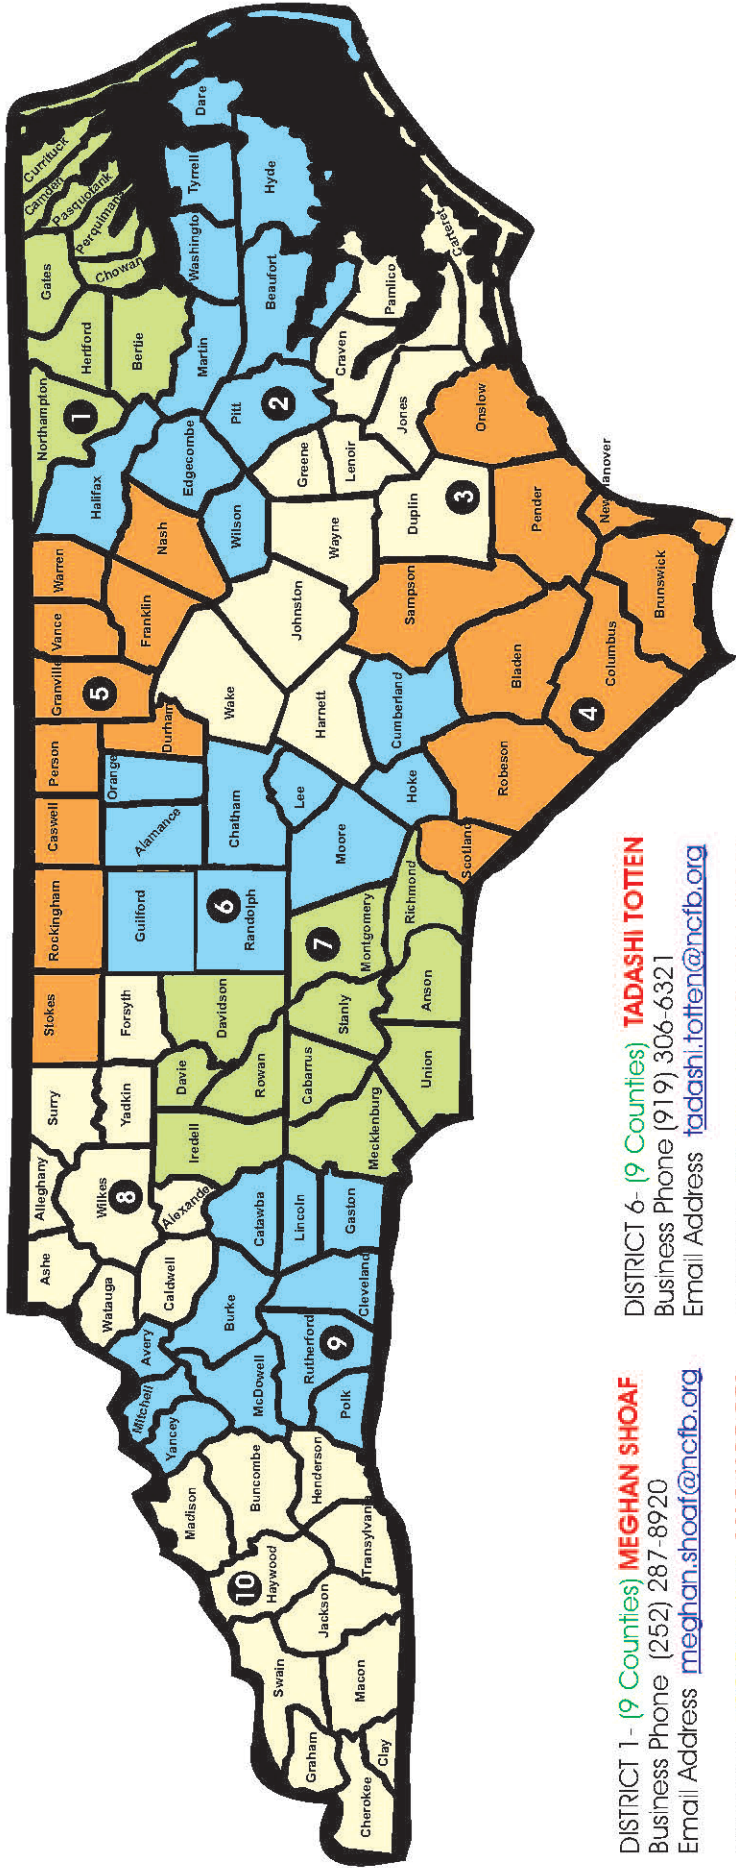 Currituck
Camden
Pasquotank
Perquimans
Gates
Chowan
Hertford
Bertie
Northampton
1
Halifax
Dare
Tyrrell
Washingto
Hyde
Beaufort
Martin
Pitt
2
Edgecombe
Wilson
Carteret
Pamlico
Craven
Jones
Lenoir
Greene
Wayne
Duplin
3
Johnston
Wake
Harnett
Onslow
Pender
New
anover
Brunswick
Columbus
4
Bladen
Sampson
Robeson
Scotland
Warren
Nash
Vance
Franklin
Granville
5
Durham
Person
Caswell
Rockingham
Stokes
Orange
Alamance
Chatham
Lee
Cumberland
Hoke
Moore
Guilford
6
Randolph
Richmond
Montgomery
7
Anson
Stanly
Davidson
Davie
Rowan
Cabarrus
Union
Iredell
Mecklenburg
Forsyth
Surry
Yadkin
Alleghany
Wilkes
8
Alexande
Ashe
Watauga
Caldwell
Catawba
Lincoln
Gaston
Cleveland
Burke
Avery
Mitchell
Yancey
McDowell
Rutherford
9
Polk
Madison
Buncombe
Henderson
10
Haywood
Transylvan
Jackson
Swain
Macon
Graham
Clay
Cherokee
DISTRICT 1- (9 Counties) MEGHAN SHOAF
Business Phone (252) 287-8920
Email Address meghan.shoaf@ncfb.org
DISTRICT 6- (9 Counties) TADASHI TOTTEN
Business Phone (919) 306-6321
Email Address tadashi.totten@ncfb.org